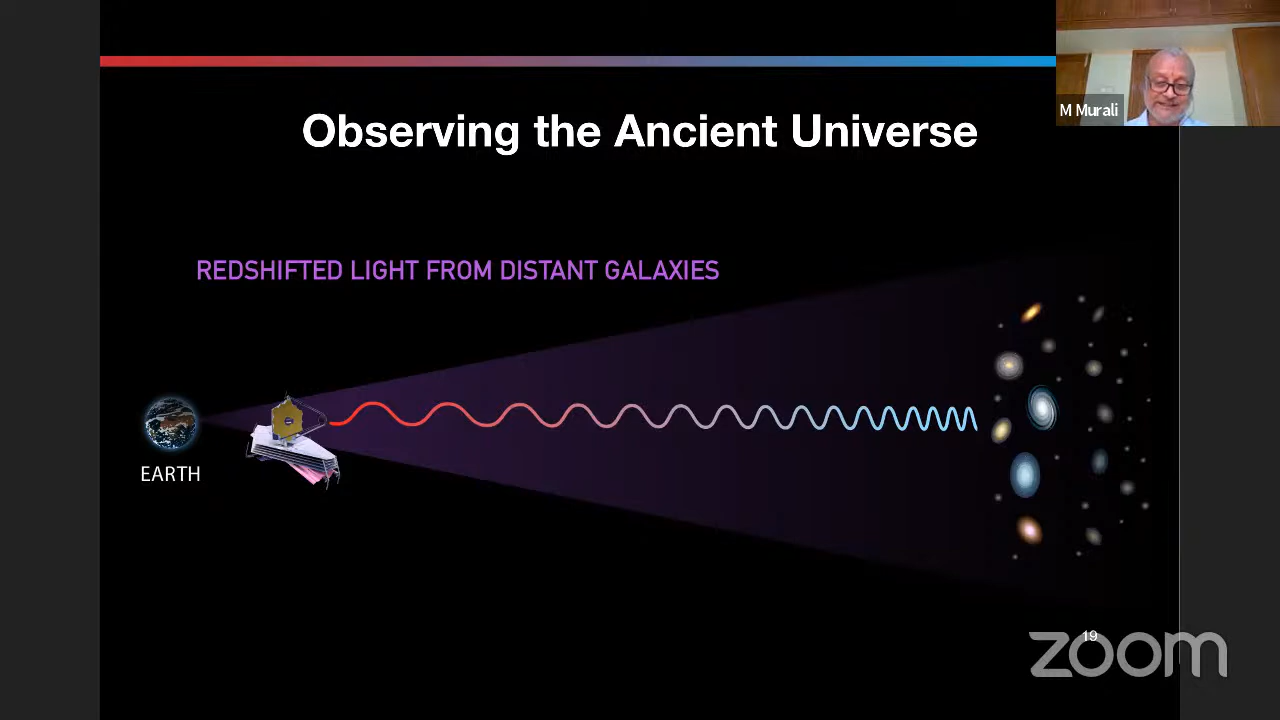 M Murali
Observing the Ancient Universe
REDSHIFTED LIGHT FROM DISTANT GALAXIES
EARTH
19
zoom